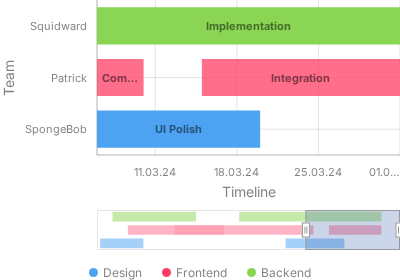 Team
Squidward
Implementation
Patrick
Com...
Integration
SpongeBob
UI Polish
11.03.24 18.03.24 25.03.24 01.0...
Timeline
Design Frontend Backend